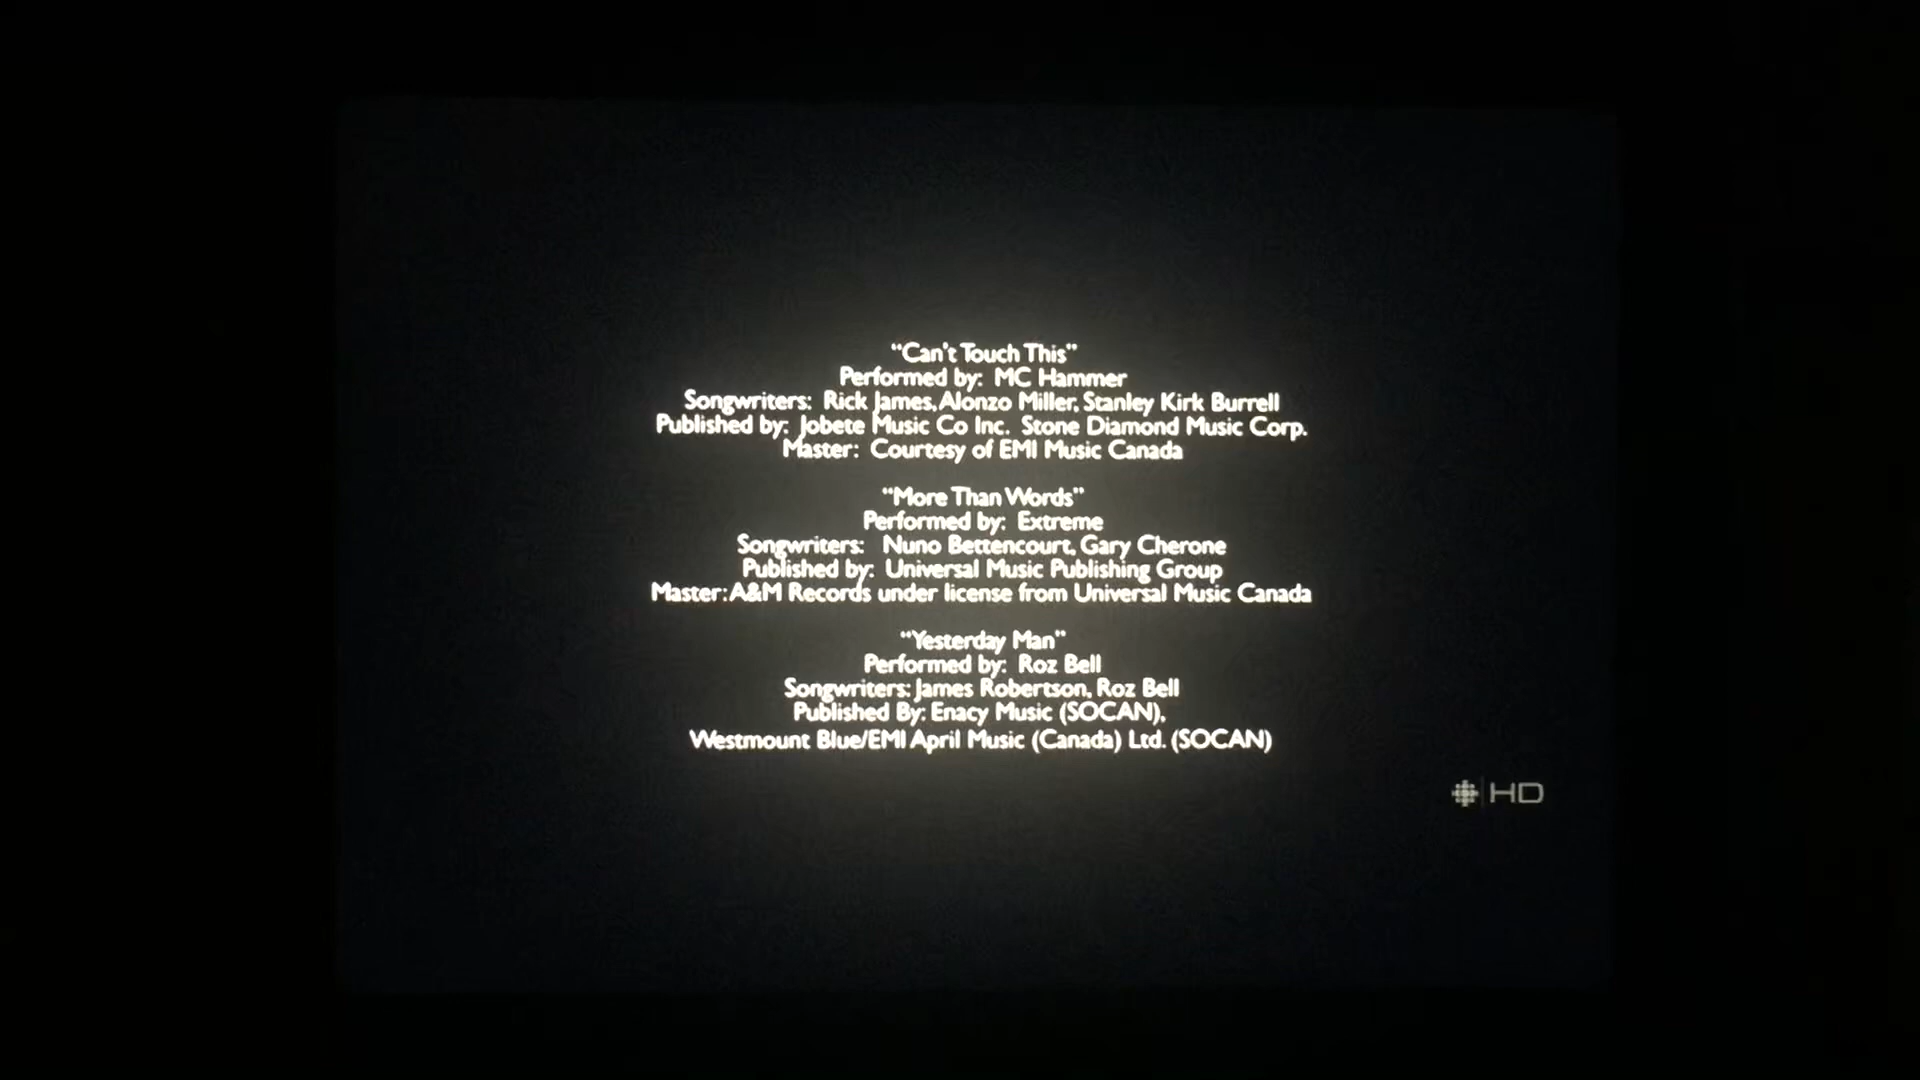 “Can't Touch This”
Performed by: MC Hammer
Songwriters: Rick James, Alonzo Miller, Stanley Kirk Burrell
Published by: Jobete Music Co Inc. Stone Diamond Music Corp.
Master: Courtesy of EMI Music Canada
“More Than Words”
Performed by: Extreme
Songwriters: Nuno Bettencourt, Gary Cherone
Published by: Universal Music Publishing Group
Master: A&M Records under license from Universal Music Canada
“Yesterday Man”
Performed by: Roz Bell
Songwriters: James Robertson, Roz Bell
Published By: Enacy Music (SOCAN),
Westmount Blue/EMI April Music (Canada) Ltd. (SOCAN)
HD